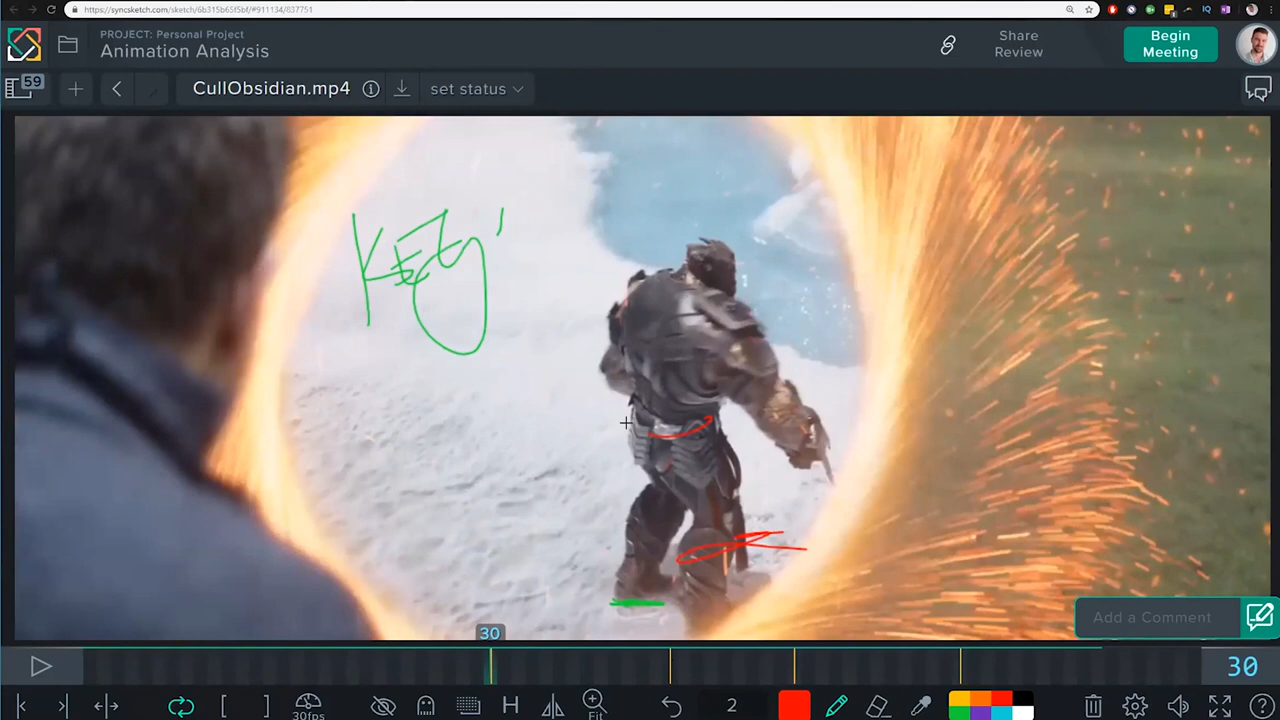 https://syncsketch.com/sketch/6b315b65f5bf/#911134/837751
PROJECT: Personal Project
Animation Analysis
Share Review
Begin Meeting
59
CullObsidian.mp4
set status
Add a Comment
30
30
30fps
H
Fit
2